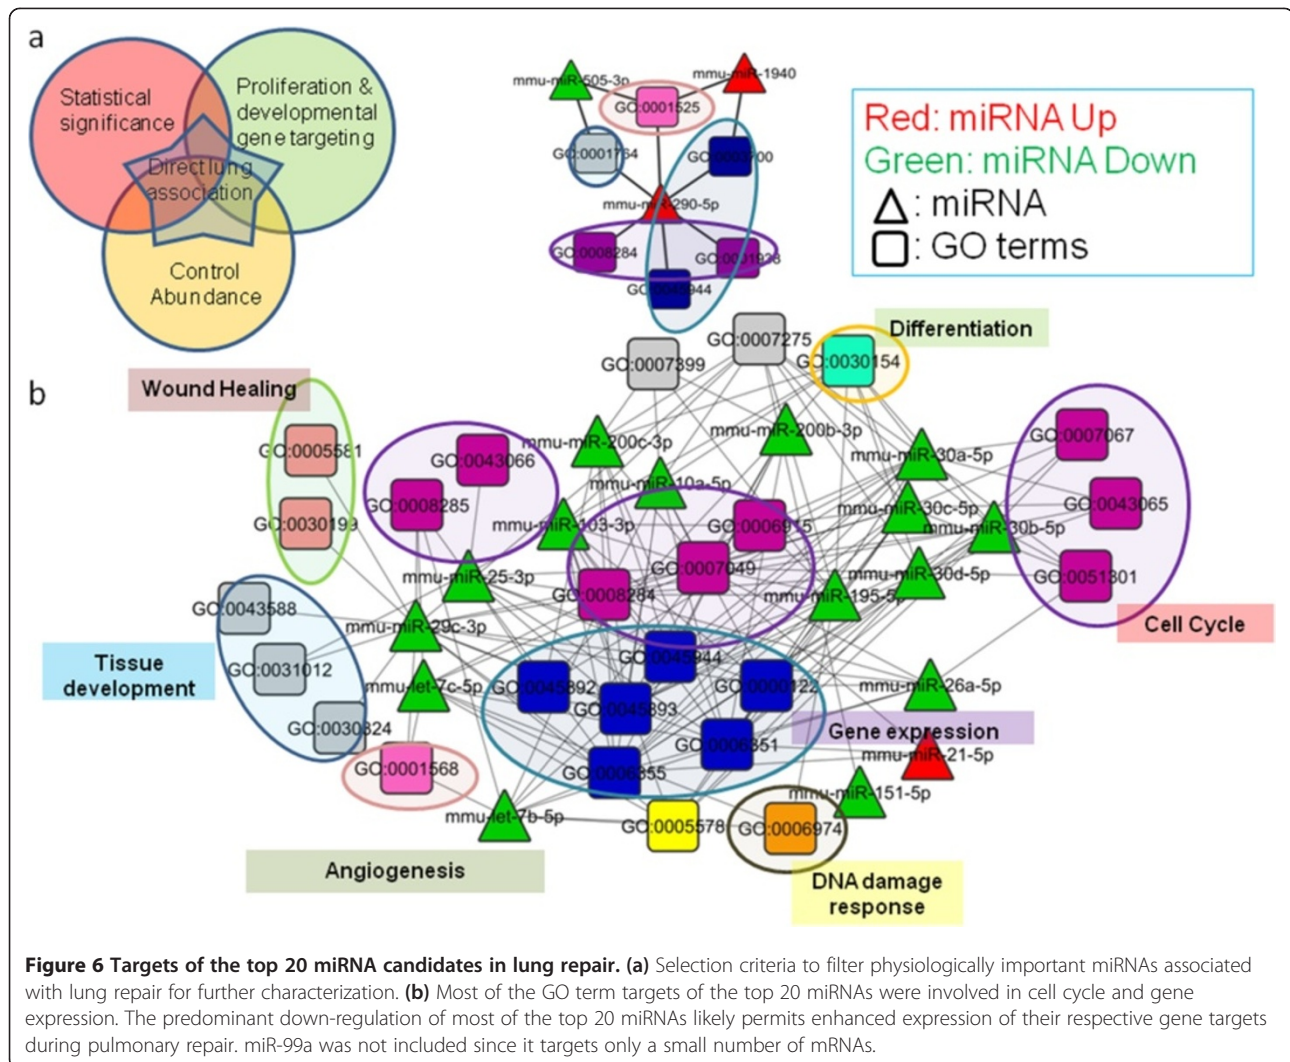 a
Statistical
significance
Proliferation &
developmental
gene targeting
Direct lung
association
Control
Abundance
mmu-miR-505-3p
mmu-miR-1940
GO:0001525
GO:0001764
mmu-miR-290-5p
GO:0008284
Red: miRNA Up
Green: miRNA Down
: miRNA
: GO terms
b
Wound Healing
Differentiation
GO:0007275
GO:0007399
GO:0030154
GO:0005581
GO:0043066
mmu-miR-200c-3p
mmu-miR-200b-3p
GO:0007067
mmu-miR-30a-5p
mmu-miR-10a-5p
GO:0008285
GO:0030199
mmu-miR-103-3p
GO:0006915
mmu-miR-30c-5p
mmu-miR-30b-5p
GO:0043065
GO:0007049
mmu-miR-25-3p
mmu-miR-30d-5p
GO:0051301
GO:0008284
mmu-miR-195-5p
GO:0043588
mmu-miR-29c-3p
Cell Cycle
Tissue
development
GO:0031012
GO:0045944
mmu-let-7c-5p
GO:0045892
GO:0000122
mmu-miR-26a-5p
GO:0045893
GO:0030324
Gene expression
GO:0006351
mmu-miR-21-5p
GO:0001568
GO:0006355
mmu-miR-151-5p
mmu-let-7b-5p
GO:0005578
GO:0006974
Angiogenesis
DNA damage
response
Figure 6 Targets of the top 20 miRNA candidates in lung repair. (a) Selection criteria to filter physiologically important miRNAs associated
with lung repair for further characterization. (b) Most of the GO term targets of the top 20 miRNAs were involved in cell cycle and gene
expression. The predominant down-regulation of most of the top 20 miRNAs likely permits enhanced expression of their respective gene targets
during pulmonary repair. miR-99a was not included since it targets only a small number of mRNAs.